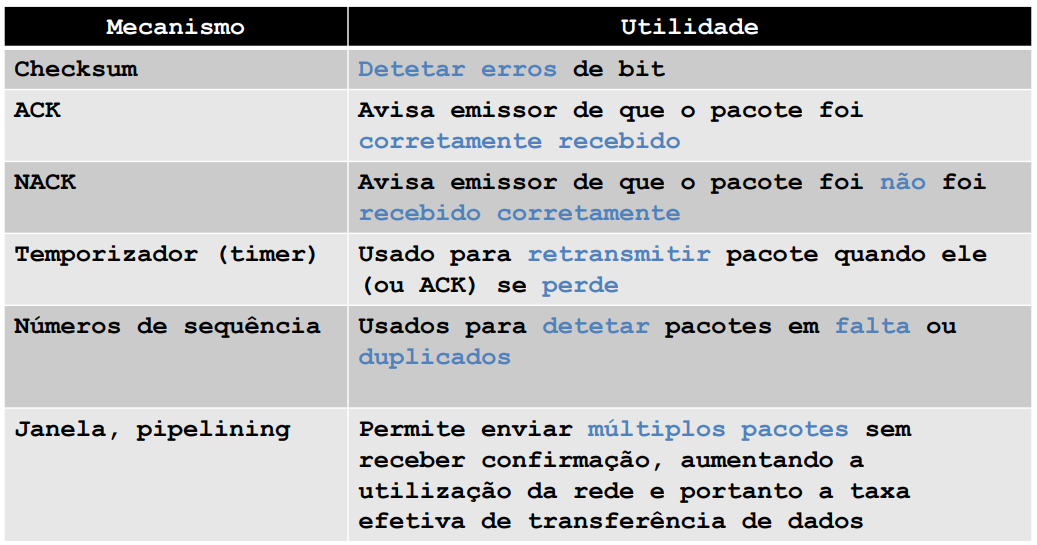 Mecanismo
Utilidade
Checksum
Detetar erros de bit
ACK
Avisa emissor de que o pacote foi
corretamente recebido
NACK
Avisa emissor de que o pacote foi não foi
recebido corretamente
Temporizador (timer)
Usado para retransmitir pacote quando ele
(ou ACK) se perde
Números de sequência
Usados para detetar pacotes em falta ou
duplicados
Janela, pipelining
Permite enviar múltiplos pacotes sem
receber confirmação, aumentando a
utilização da rede e portanto a taxa
efetiva de transferência de dados